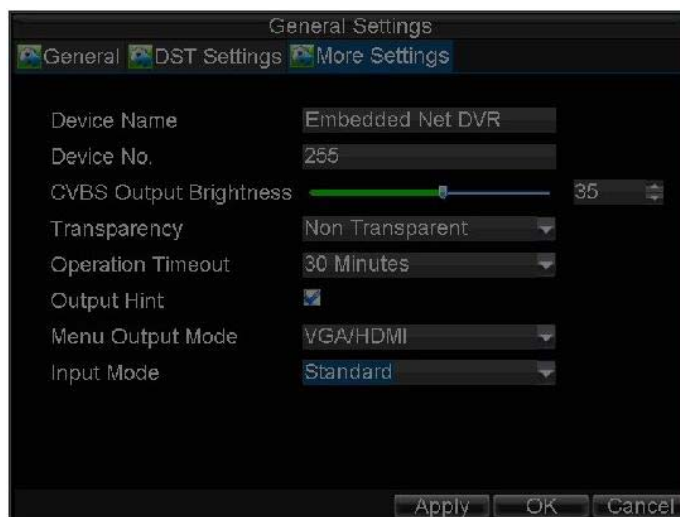 General Settings
General DST Settings More Settings
Device Name Embedded Net DVR
Device No. 255
CVBS Output Brightness 35
Transparency Non Transparent
Operation Timeout 30 Minutes
Output Hint
Menu Output Mode VGA/HDMI
Input Mode Standard
Apply OK Cancel